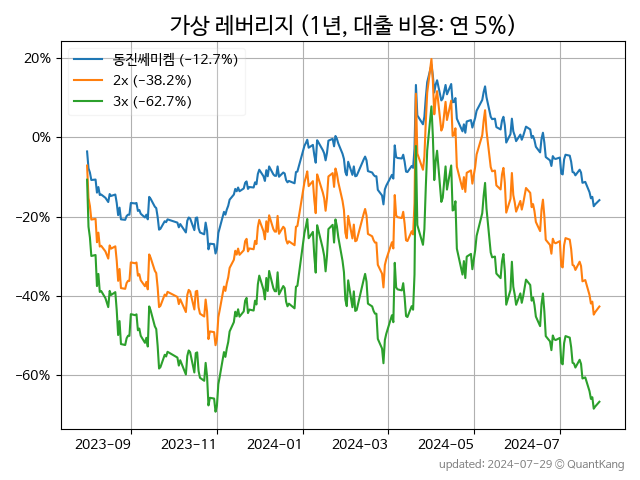 가상 레버리지 (1년, 대출 비용: 연 5%)
동진쎄미켐 (−12.7%)
2x (−38.2%)
3x (−62.7%)
20%
0%
−20%
−40%
−60%
2023-09
2023-11
2024-01
2024-03
2024-05
2024-07
updated: 2024-07-29 © QuantKang